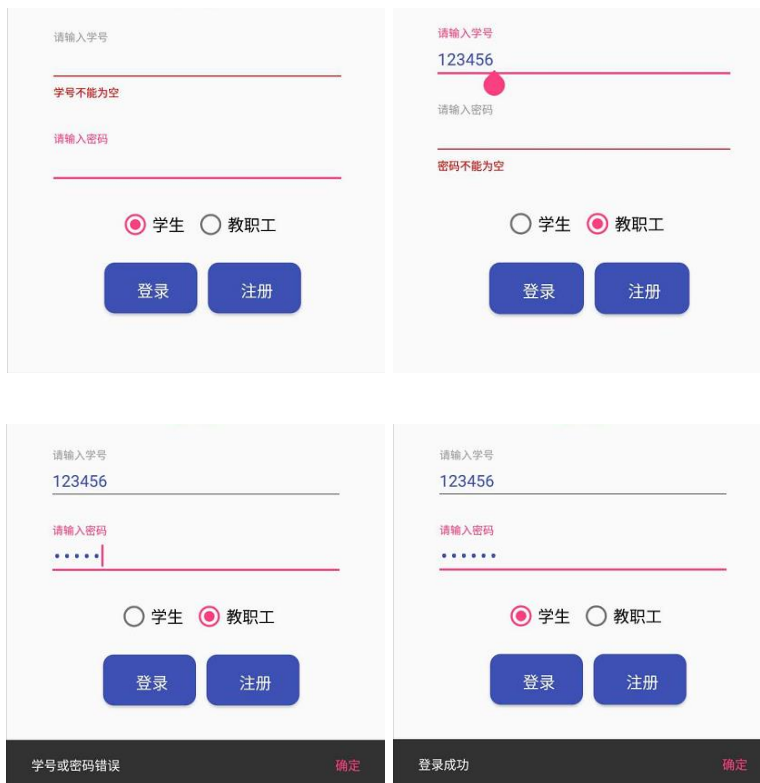 请输入学号
学号不能为空
请输入密码
学生 教职工
登录 注册
请输入学号
123456
请输入密码
密码不能为空
学生 教职工
登录 注册
请输入学号
123456
请输入密码
•••••
学生 教职工
登录 注册
学号或密码错误 确定
请输入学号
123456
请输入密码
••••••
学生 教职工
登录 注册
登录成功 确定